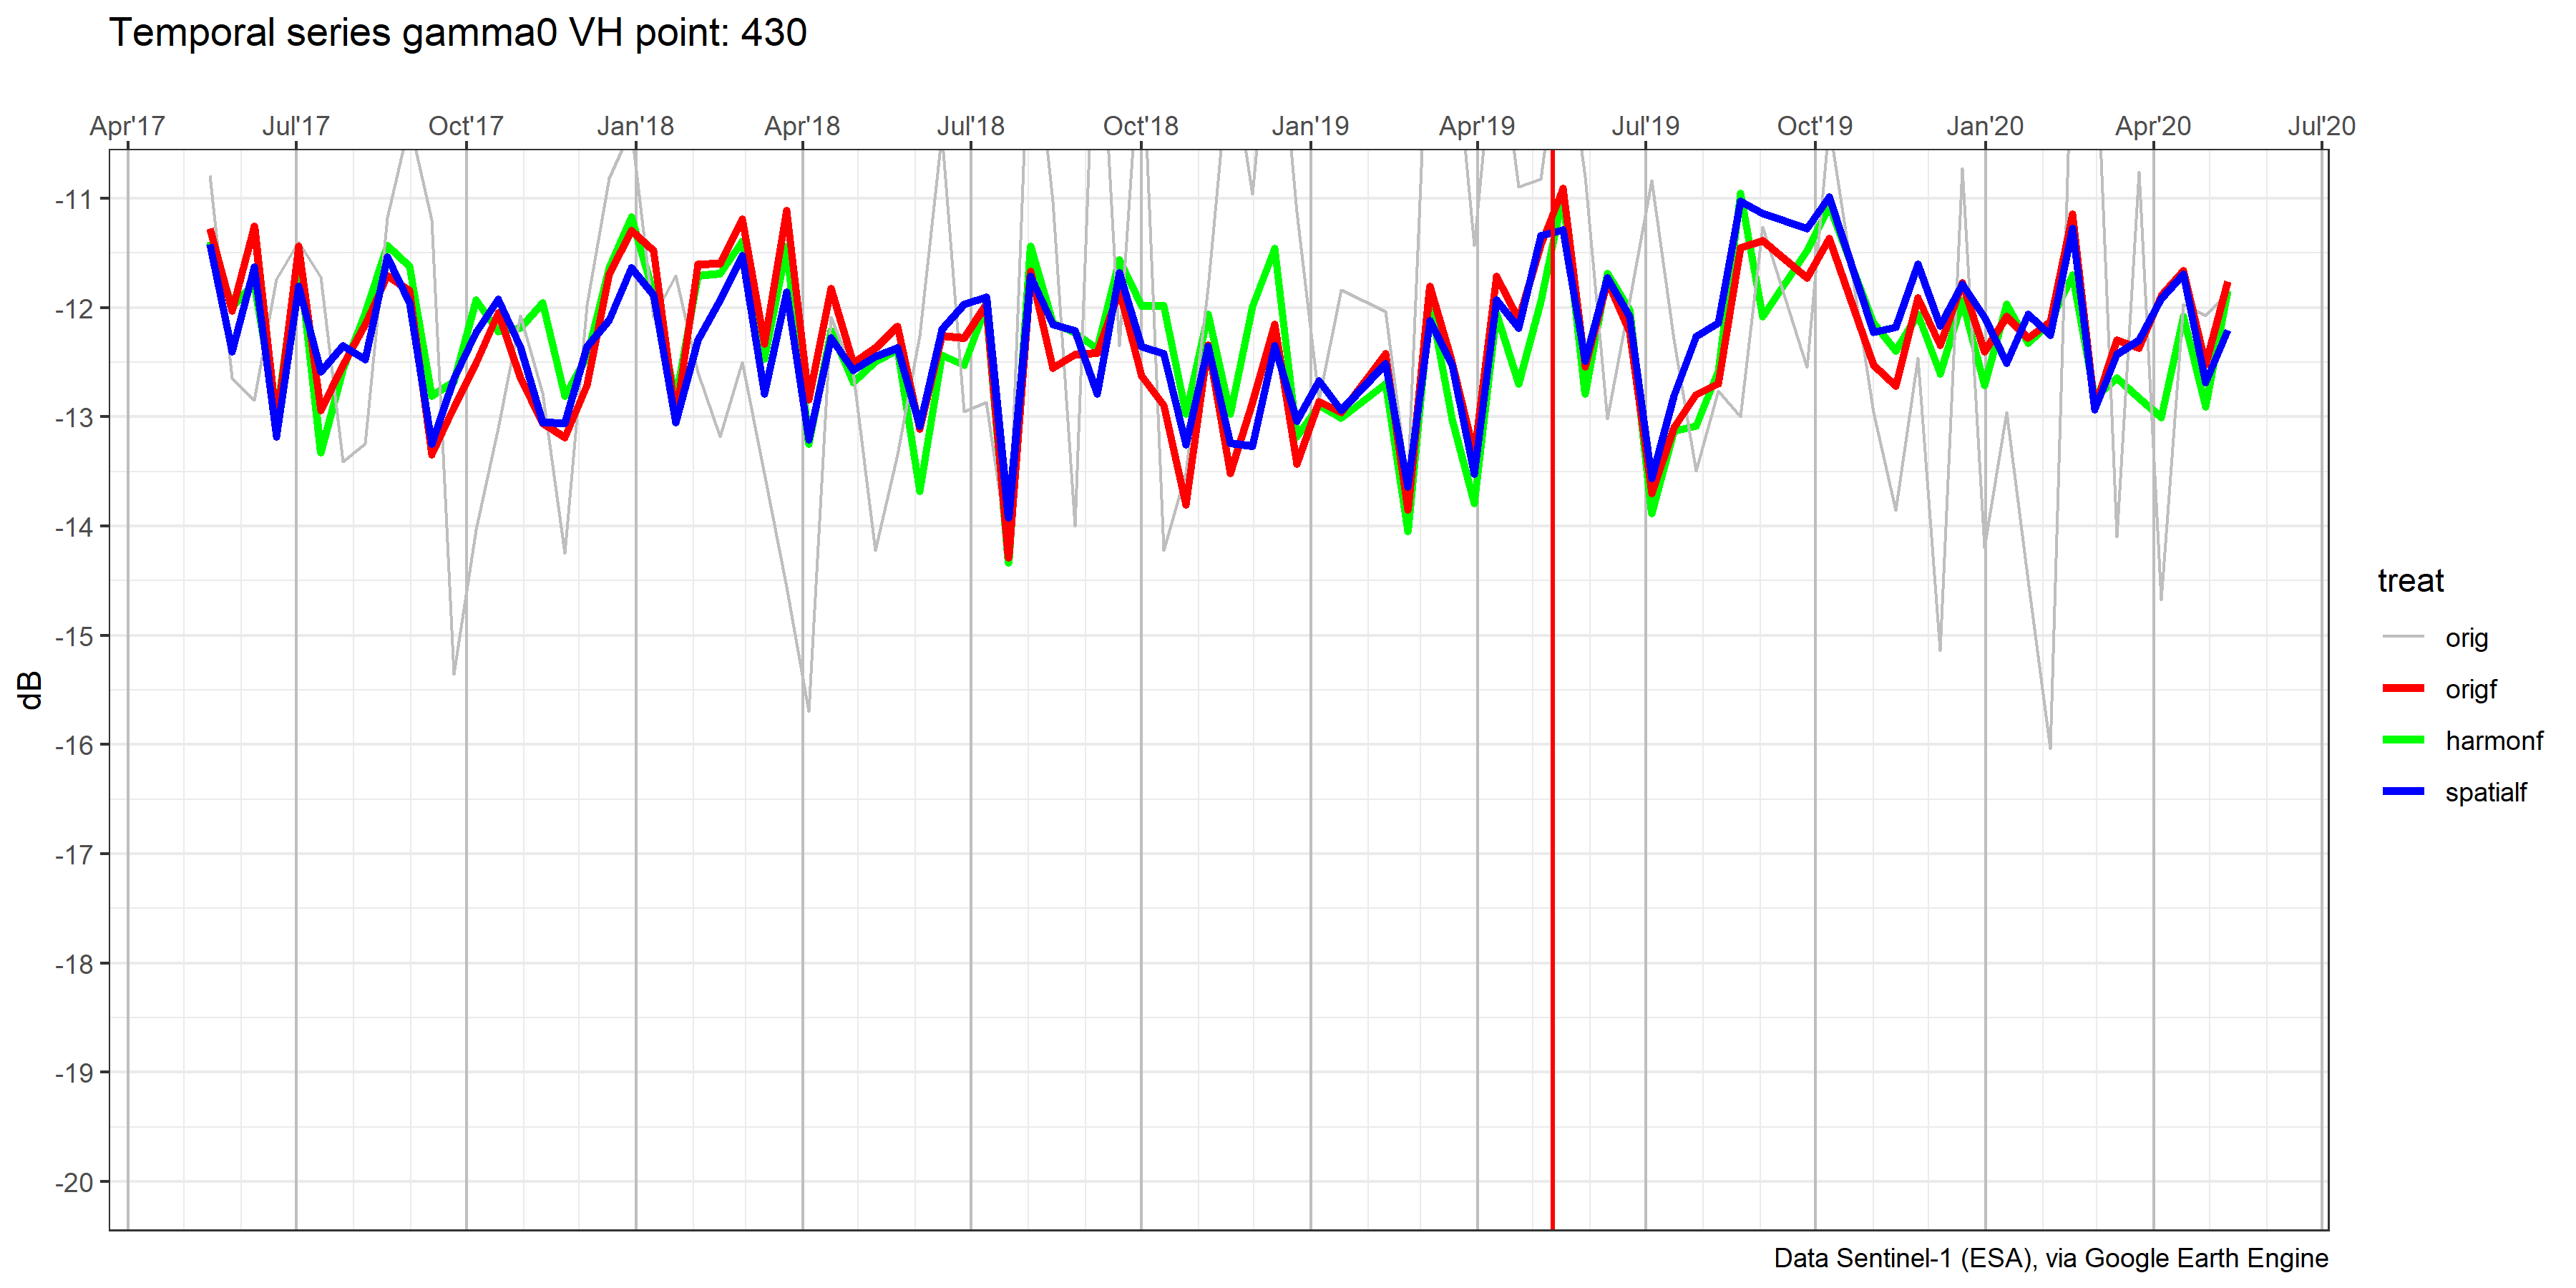 Temporal series gamma0 VH point: 430
Apr'17 Jul'17 Oct'17 Jan'18 Apr'18 Jul'18 Oct'18 Jan'19 Apr'19 Jul'19 Oct'19 Jan'20 Apr'20 Jul'20
-11
-12
-13
-14
-15
-16
-17
-18
-19
-20
dB
treat
orig
origf
harmonf
spatialf
Data Sentinel-1 (ESA), via Google Earth Engine